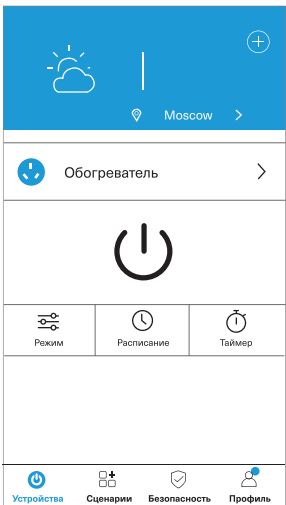 Moscow
Обогреватель
Режим Расписание Таймер
Устройства Сценарии Безопасность Профиль